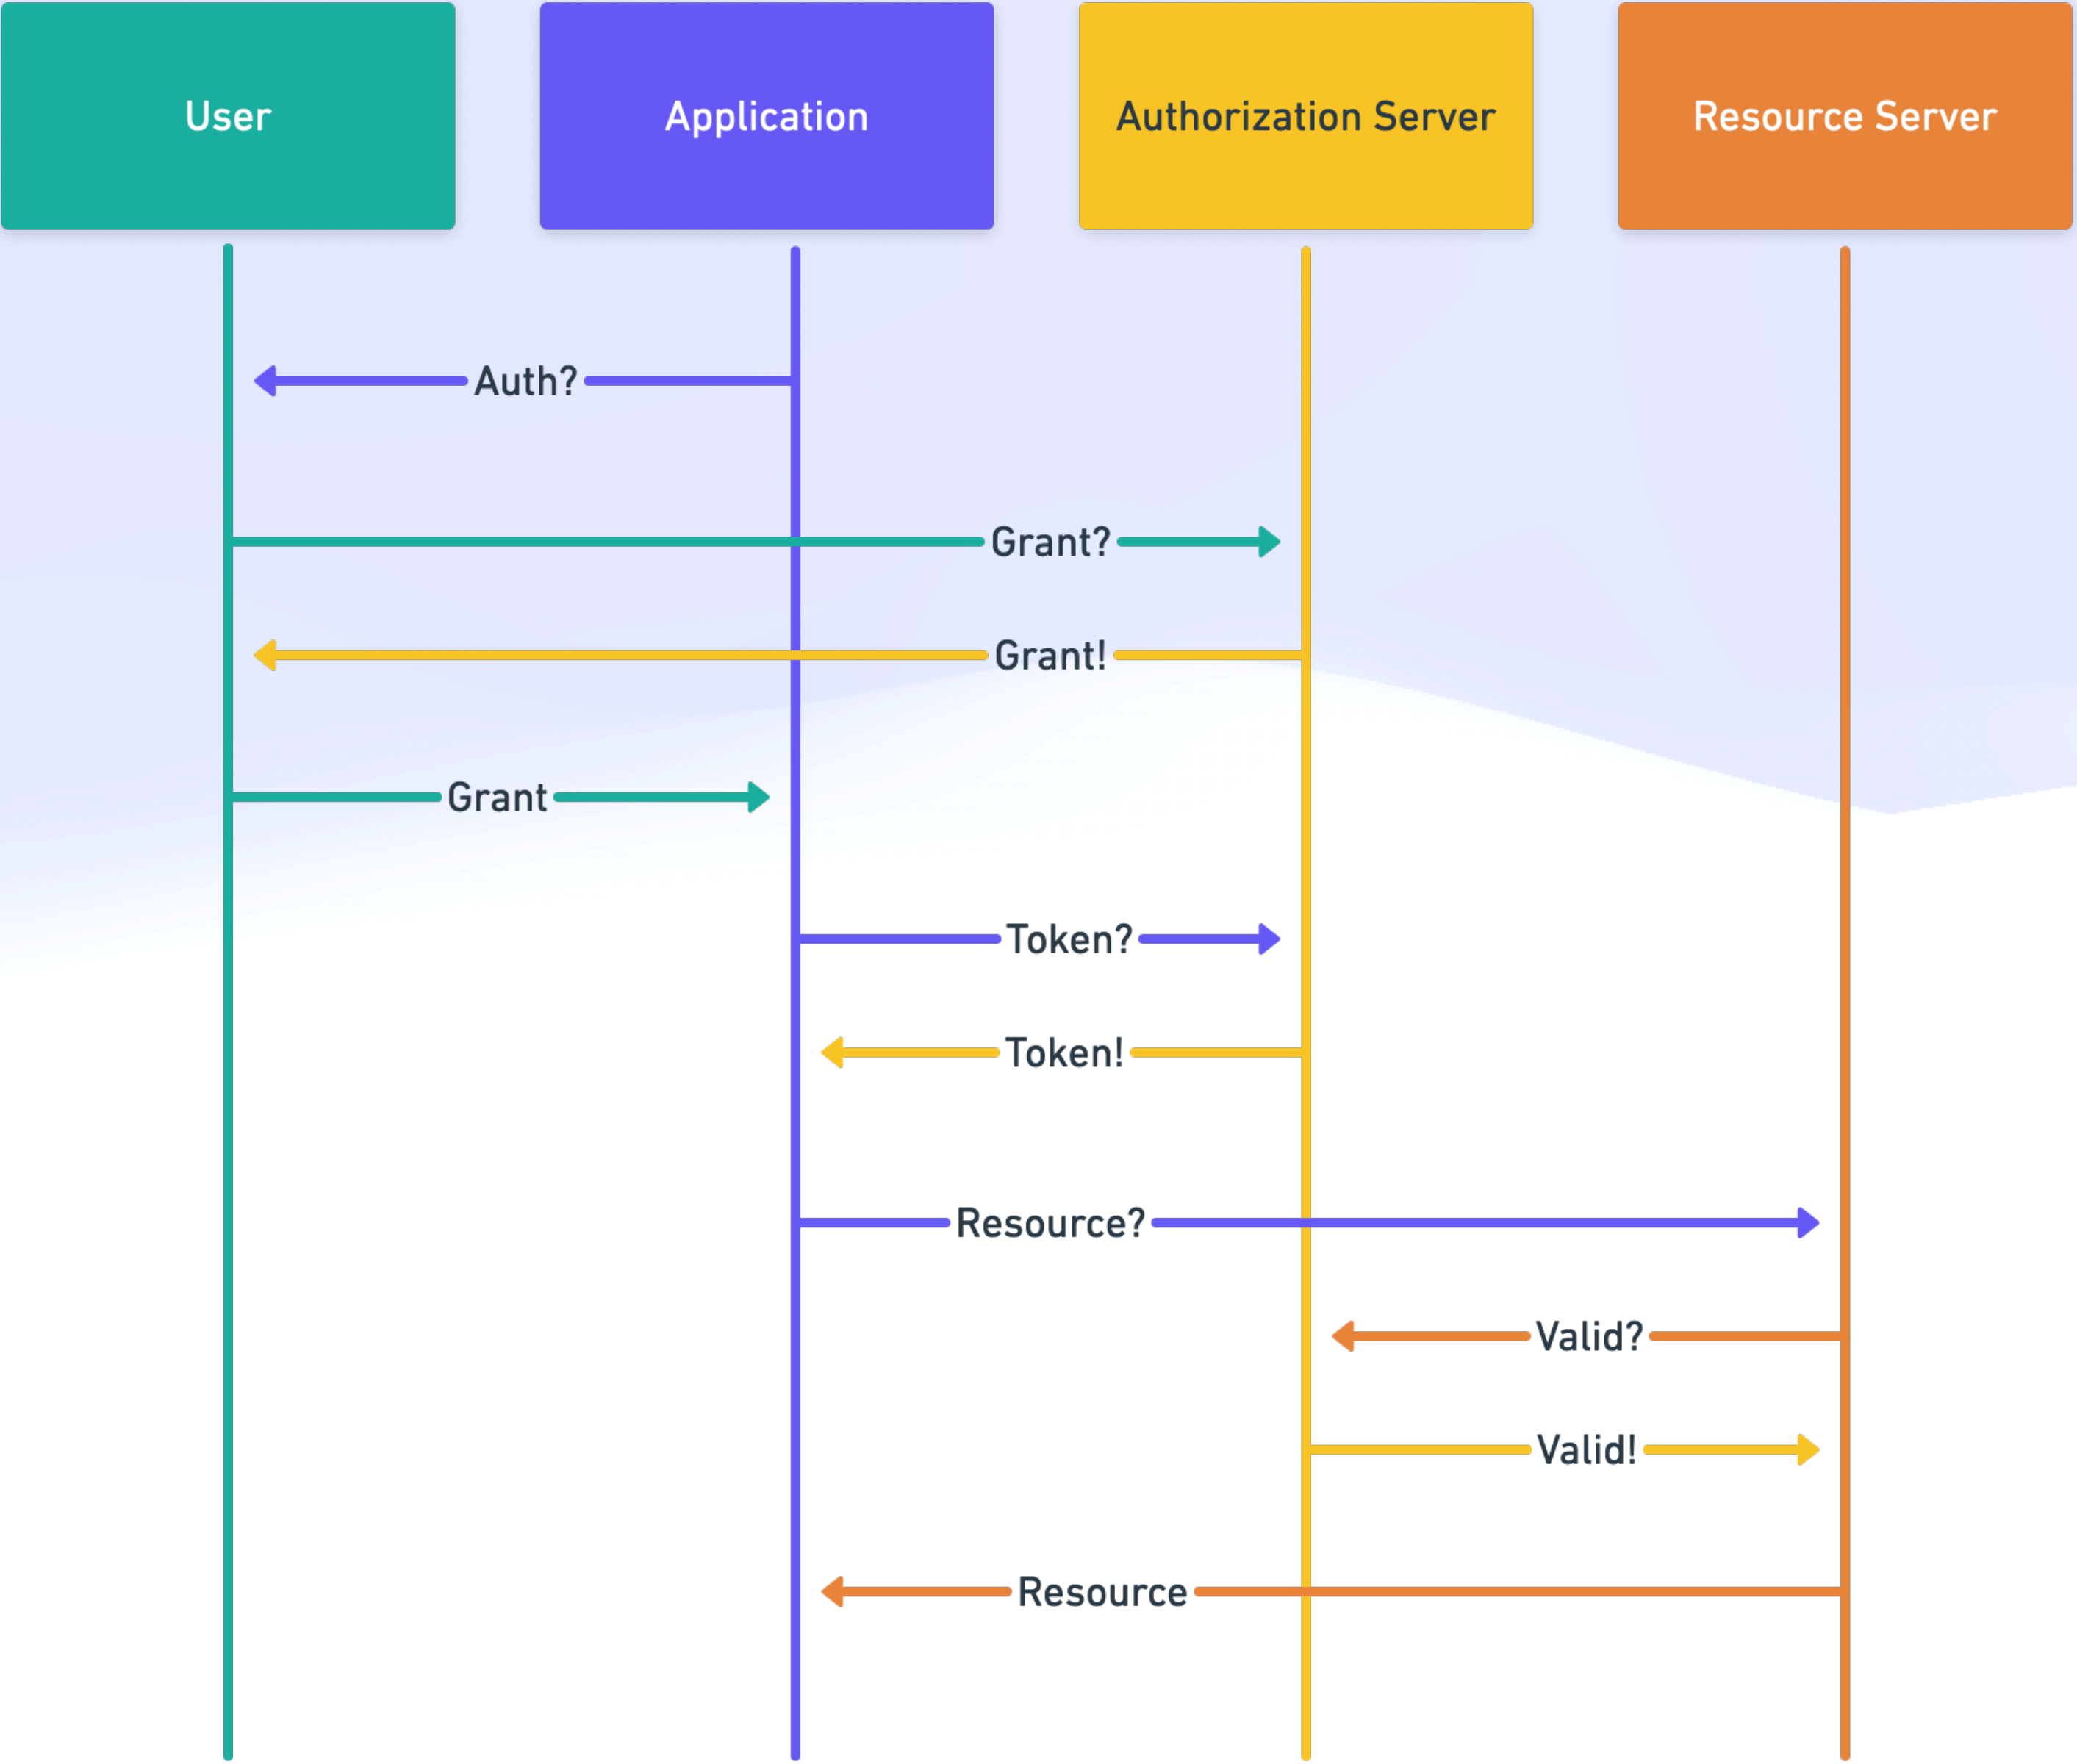 User
Application
Authorization Server
Resource Server
Auth?
Grant?
Grant!
Grant
Token?
Token!
Resource?
Valid?
Valid!
Resource